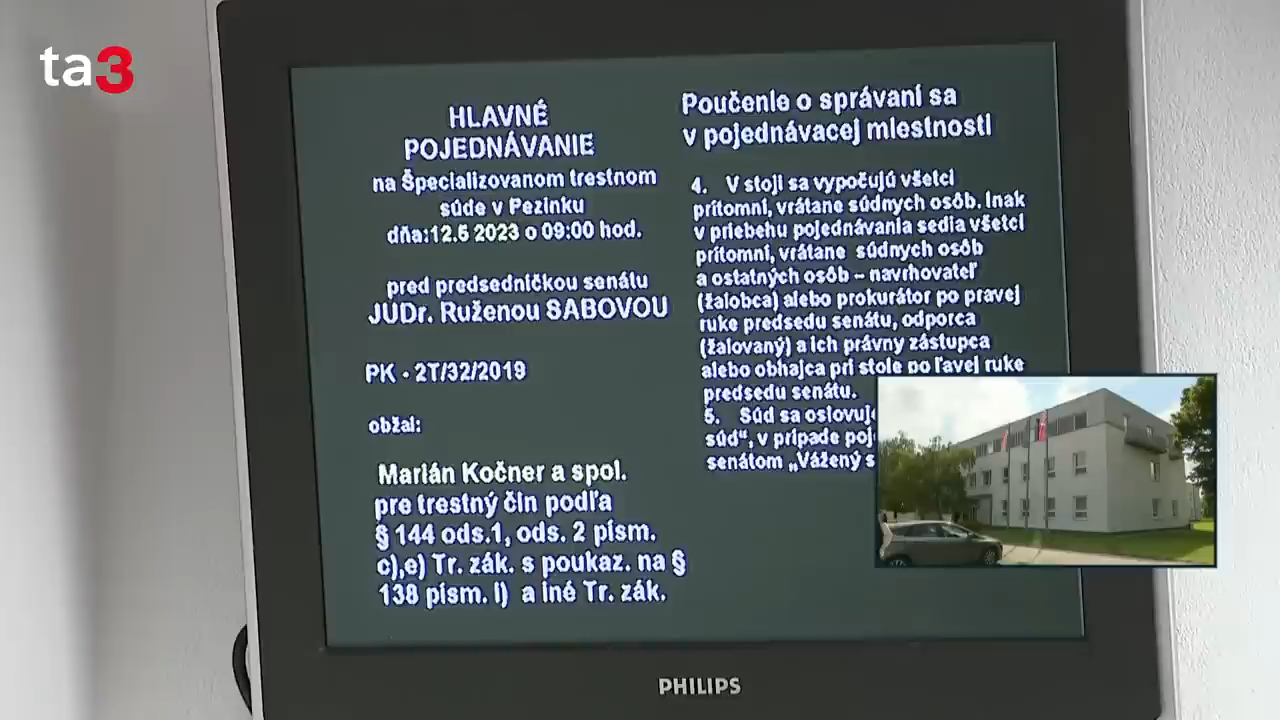 ta3
HLAVNÉ
POJEDNÁVANIE
na Špecializovanom trestnom
súde v Pezinku
dňa:12.5 2023 o 09:00 hod.
pred predsedníčkou senátu
JUDr. Ruženou SABOVOU
PK - 2T/32/2019
obžal:
Marián Kočner a spol.
pre trestný čin podľa
§ 144 ods.1, ods. 2 písm.
c),e) Tr. zák. s poukaz. na §
138 písm. i) a iné Tr. zák.
Poučenie o správaní sa
v pojednávacej miestnosti
4. V stoji sa vypočujú všetci
prítomní, vrátane súdnych osôb. Inak
v priebehu pojednávania sedia všetci
prítomní, vrátane súdnych osôb
a ostatných osôb – navrhovateľ
(žalobca) alebo prokurátor po pravej
ruke predsedu senátu, odporca
(žalovaný) a ich právny zástupca
alebo obhajca pri stole po ľavej ruke
predsedu senátu.
5. Súd sa oslovuj
súd“, v prípade poj
senátom „Vážený s
PHILIPS